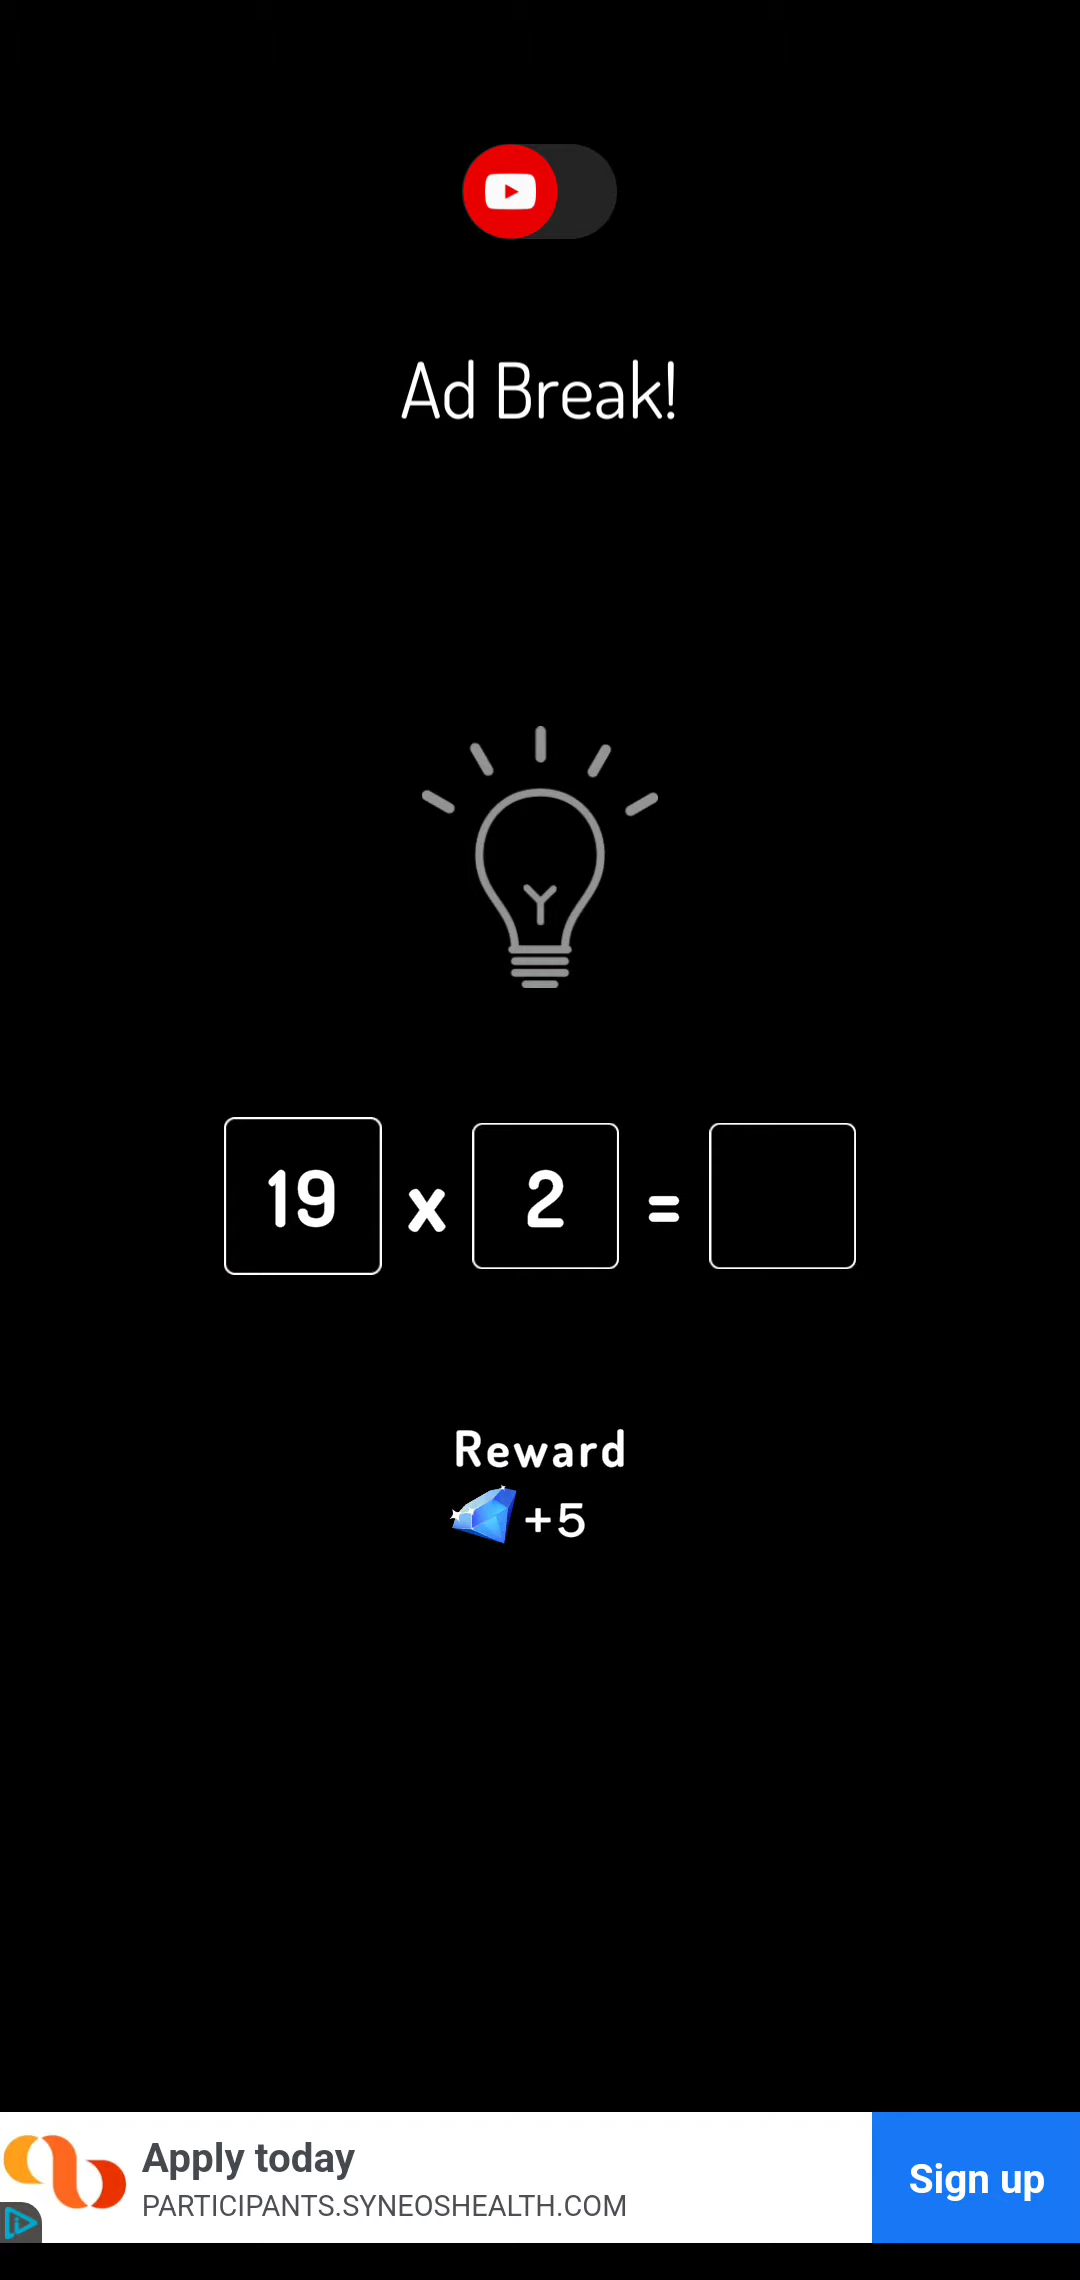 Ad Break!
19 x 2 =
Reward
+5
Apply today
PARTICIPANTS.SYNEOSHEALTH.COM
Sign up